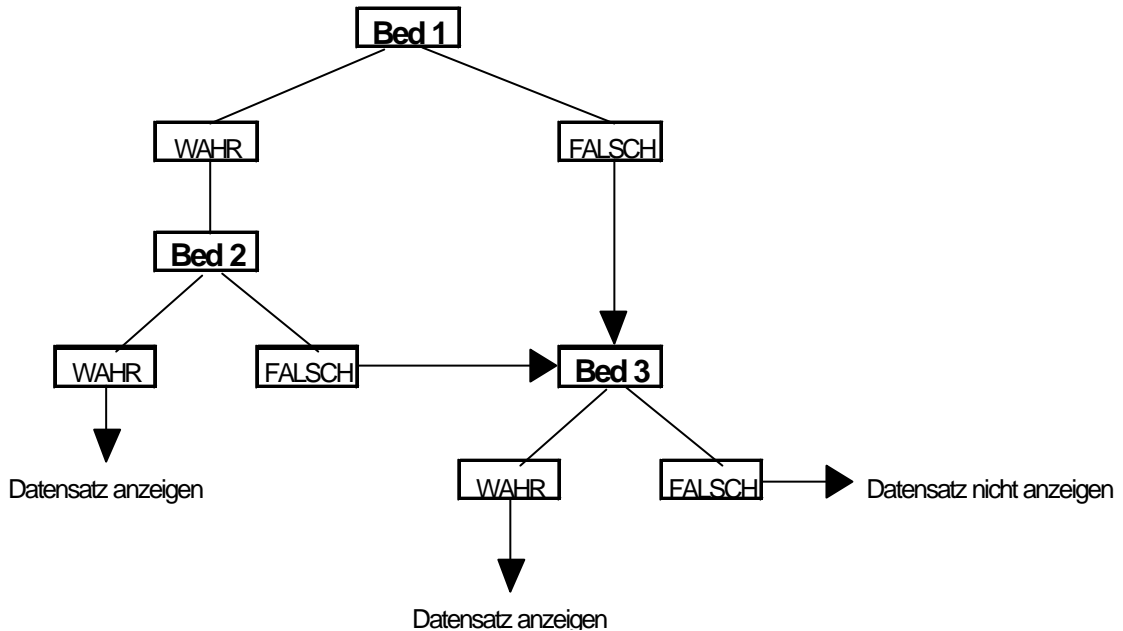 Bed 1
WAHR
FALSCH
Bed 2
WAHR
FALSCH
Bed 3
Datensatz anzeigen
WAHR
FALSCH
Datensatz nicht anzeigen
Datensatz anzeigen